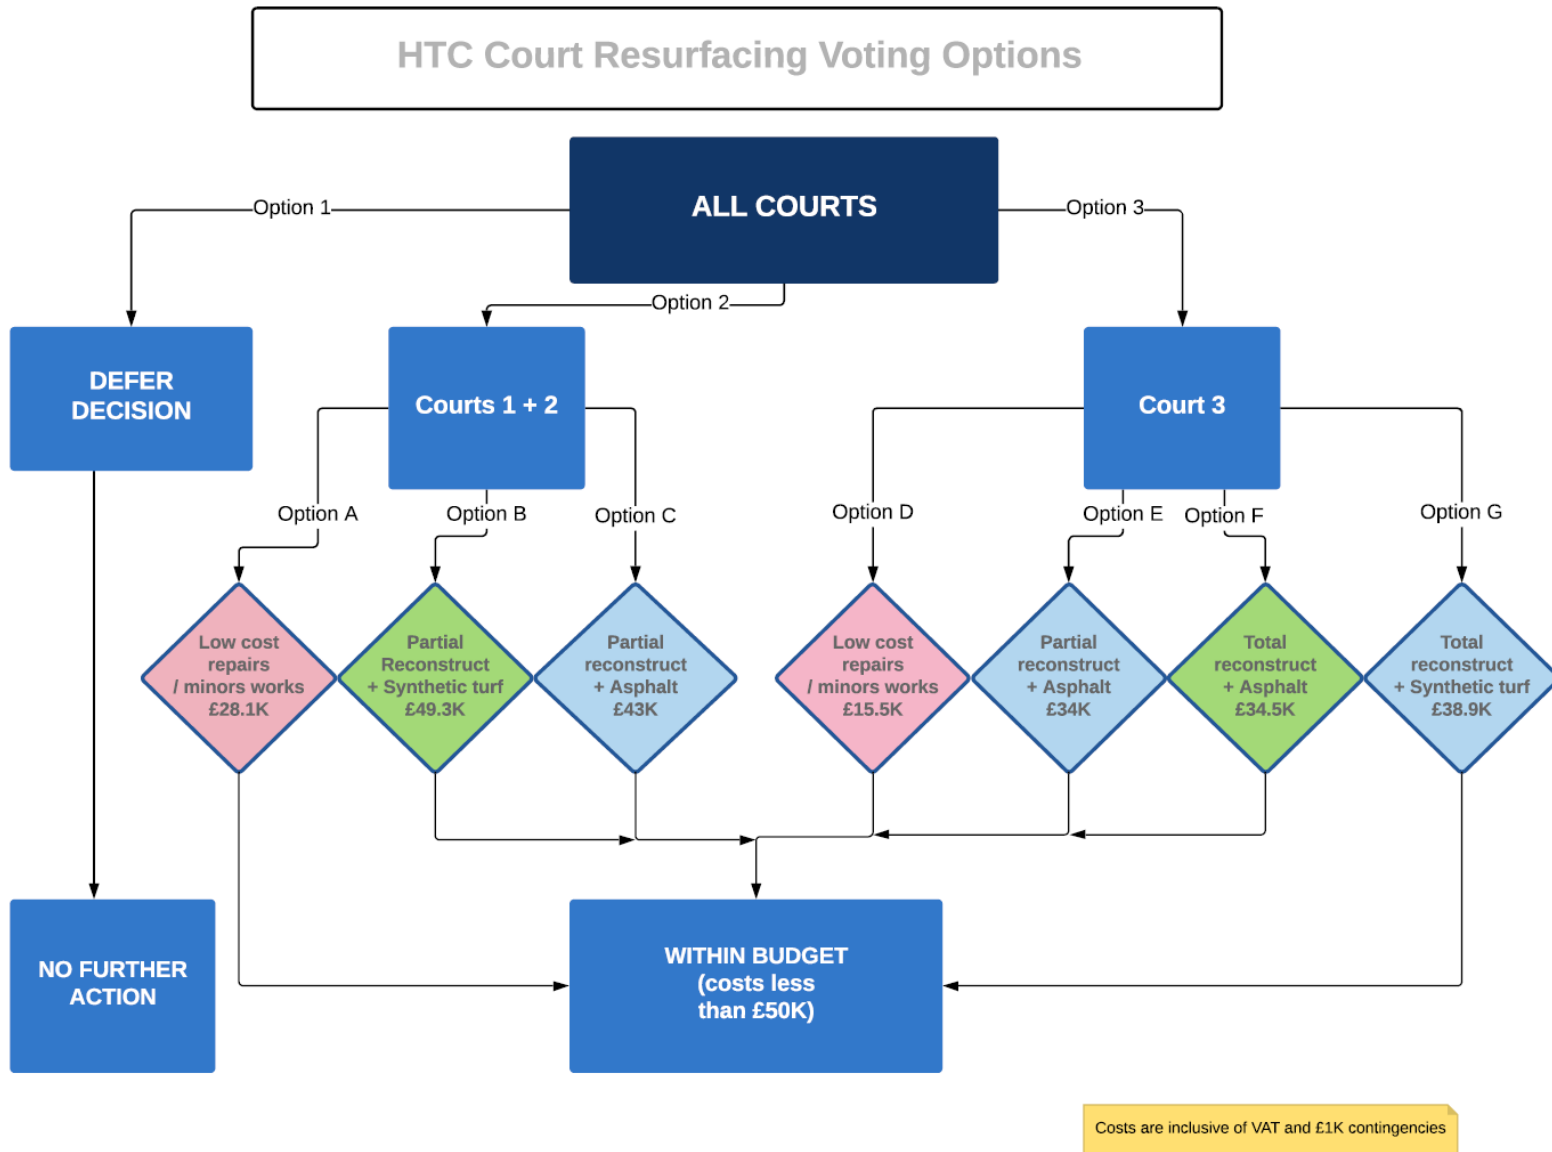 HTC Court Resurfacing Voting Options
ALL COURTS
Option 1
Option 3
Option 2
DEFER
DECISION
Courts 1 + 2
Court 3
Option A
Option B
Option C
Option D
Option E
Option F
Option G
Low cost
repairs
/ minors works
£28.1K
Partial
Reconstruct
+ Synthetic turf
£49.3K
Partial
reconstruct
+ Asphalt
£43K
Low cost
repairs
/ minors works
£15.5K
Partial
reconstruct
+ Asphalt
£34K
Total
reconstruct
+ Asphalt
£34.5K
Total
reconstruct
+ Synthetic turf
£38.9K
NO FURTHER
ACTION
WITHIN BUDGET
(costs less
than £50K)
Costs are inclusive of VAT and £1K contingencies